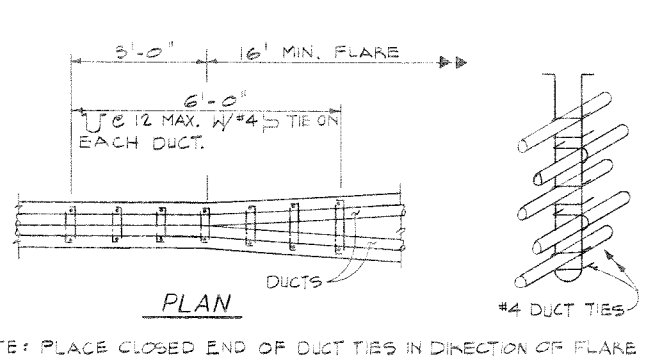 3'-0" 16' MIN. FLARE
6'-0"
@ 12 MAX. W/ #4 TIE ON
EACH DUCT.
DUCTS
PLAN
#4 DUCT TIES
TE: PLACE CLOSED END OF DUCT TIES IN DIRECTION OF FLARE